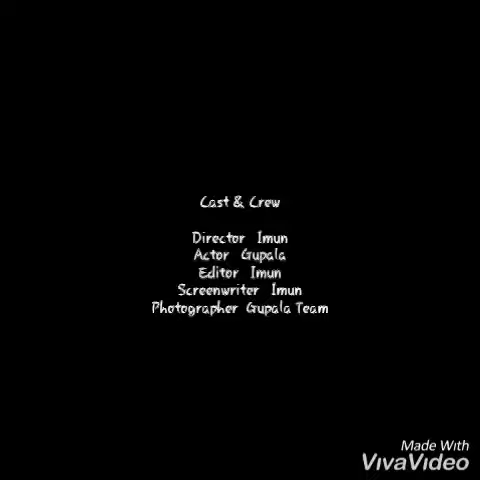 Cast & Crew
Director Imun
Actor Gupala
Editor Imun
Screenwriter Imun
Photographer Gupala Team
Made With
VivaVideo